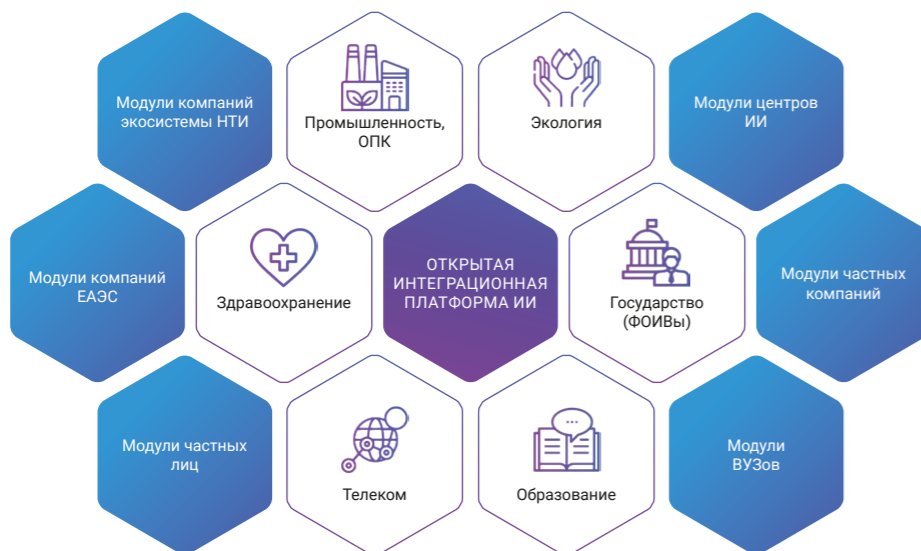 Модули компаний
экосистемы НТИ
Промышленность,
ОПК
Экология
Модули центров
ИИ
Модули компаний
ЕАЭС
Здравоохранение
ОТКРЫТАЯ
ИНТЕГРАЦИОННАЯ
ПЛАТФОРМА ИИ
Государство
(ФОИВы)
Модули частных
компаний
Модули частных
лиц
Телеком
Образование
Модули
ВУЗов